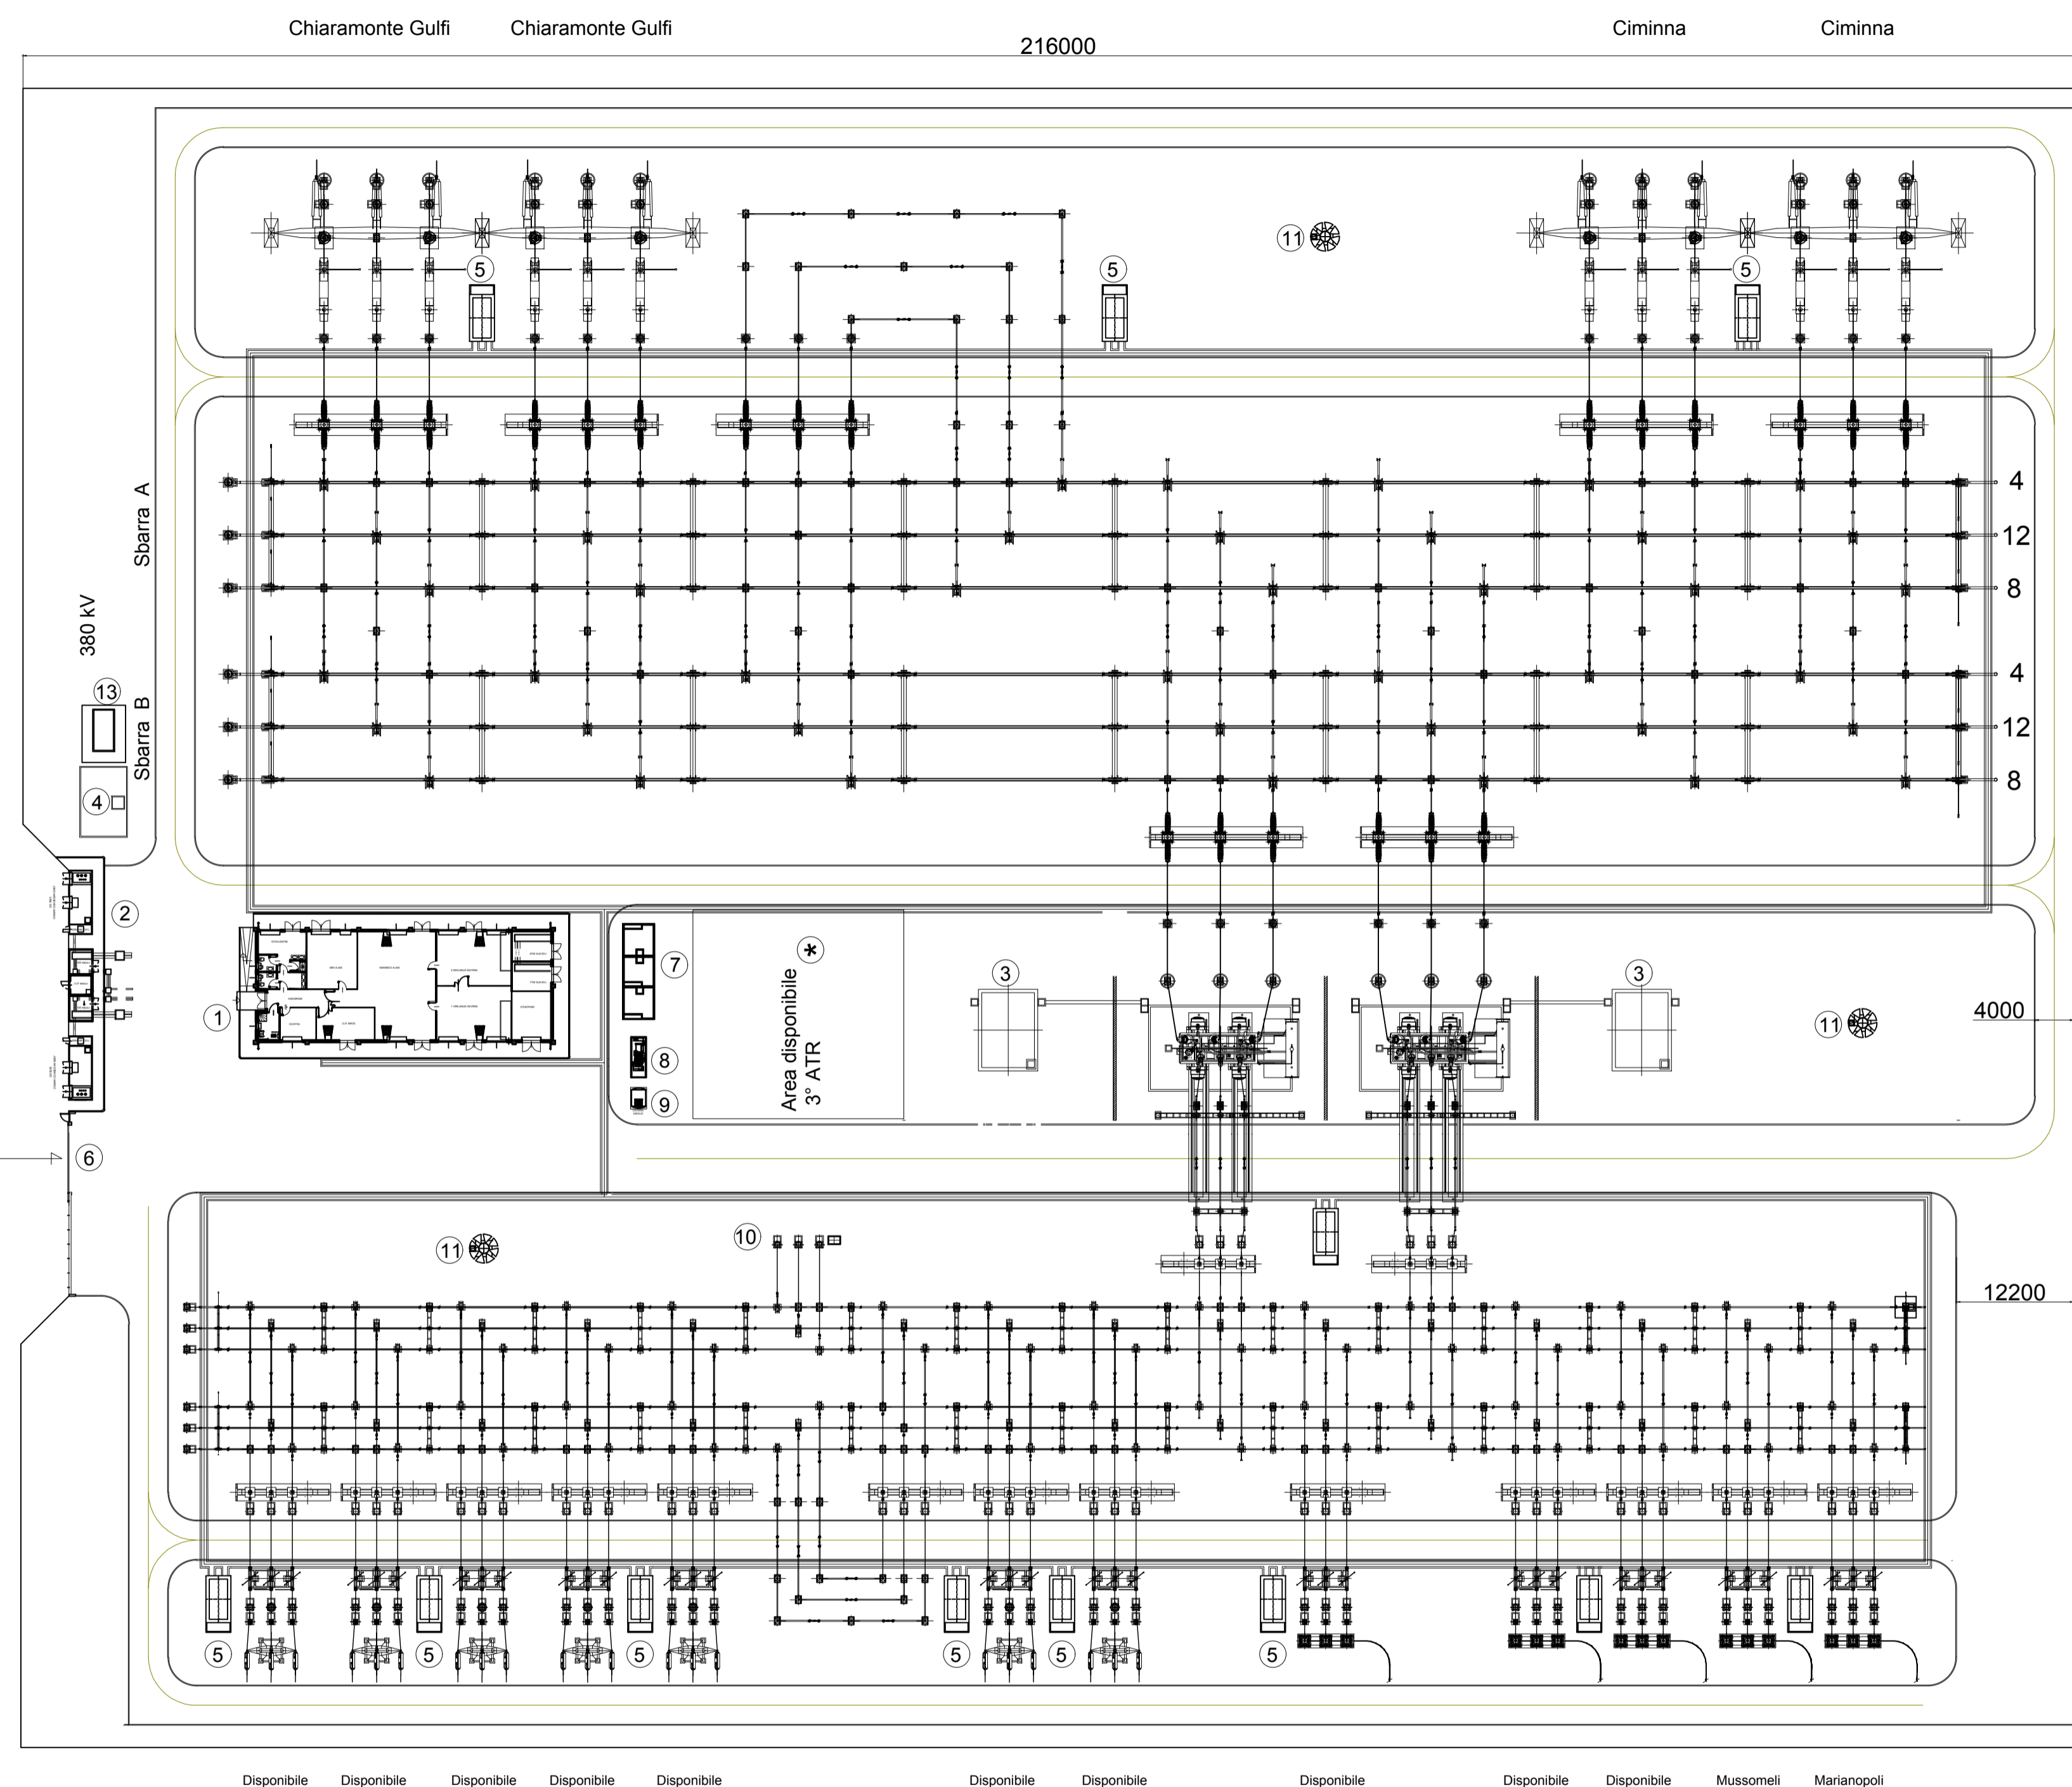 Chiaramonte Gulfi Chiaramonte Gulfi Ciminna Ciminna
216000
11
5 5 5
Sbarra A
4
12
8
380 kV
Sbarra B
4
12
8
13
4
2
1
7
8
9
Area disponibile *
3° ATR
3 3
11
4000
6
11
10
12200
5 5 5 5 5 5
Disponibile Disponibile Disponibile Disponibile Disponibile Disponibile Disponibile Disponibile Disponibile Disponibile Mussomeli Marianopoli